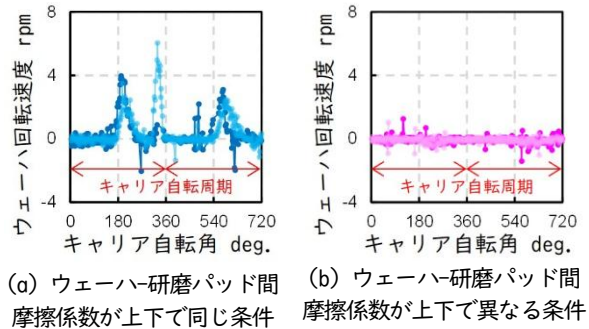 ウェーハ回転速度 rpm
8
4
0
-4
キャリア自転周期
0 180 360 540 720
キャリア自転角 deg.
(a) ウェーハ-研磨パッド間
摩擦係数が上下で同じ条件
ウェーハ回転速度 rpm
8
4
0
-4
キャリア自転周期
0 180 360 540 720
キャリア自転角 deg.
(b) ウェーハ-研磨パッド間
摩擦係数が上下で異なる条件